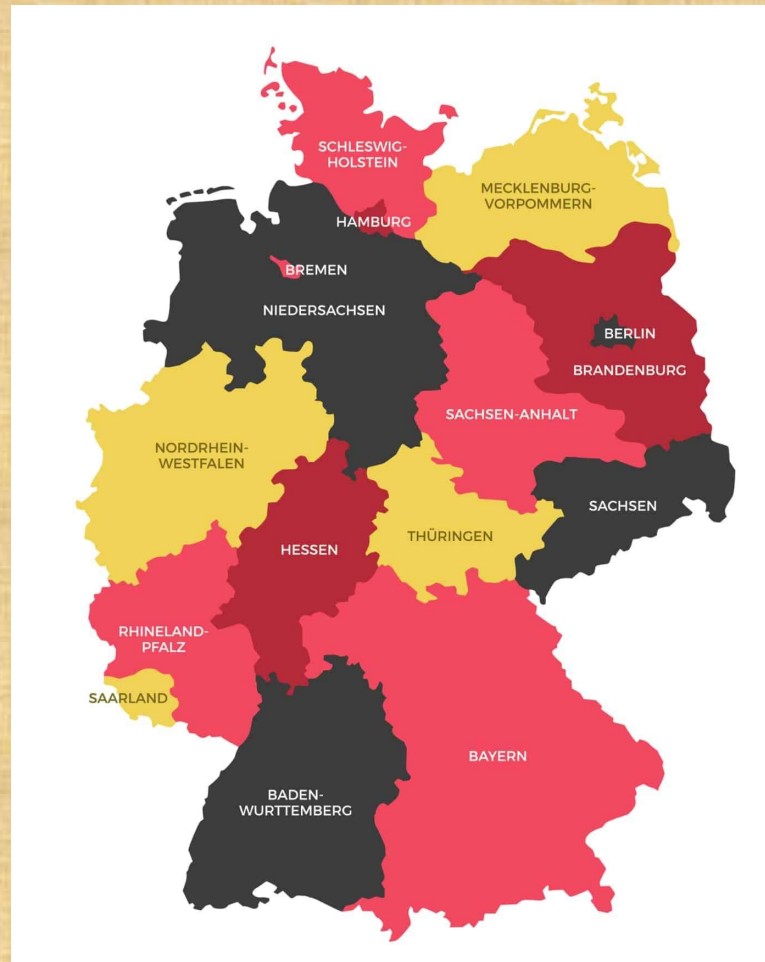 SCHLESWIG-
HOLSTEIN
MECKLENBURG-
VORPOMMERN
HAMBURG
BREMEN
NIEDERSACHSEN
BERLIN
BRANDENBURG
SACHSEN-ANHALT
NORDRHEIN-
WESTFALEN
SACHSEN
THÜRINGEN
HESSEN
RHINELAND-
PFALZ
SAARLAND
BAYERN
BADEN-
WURTTEMBERG